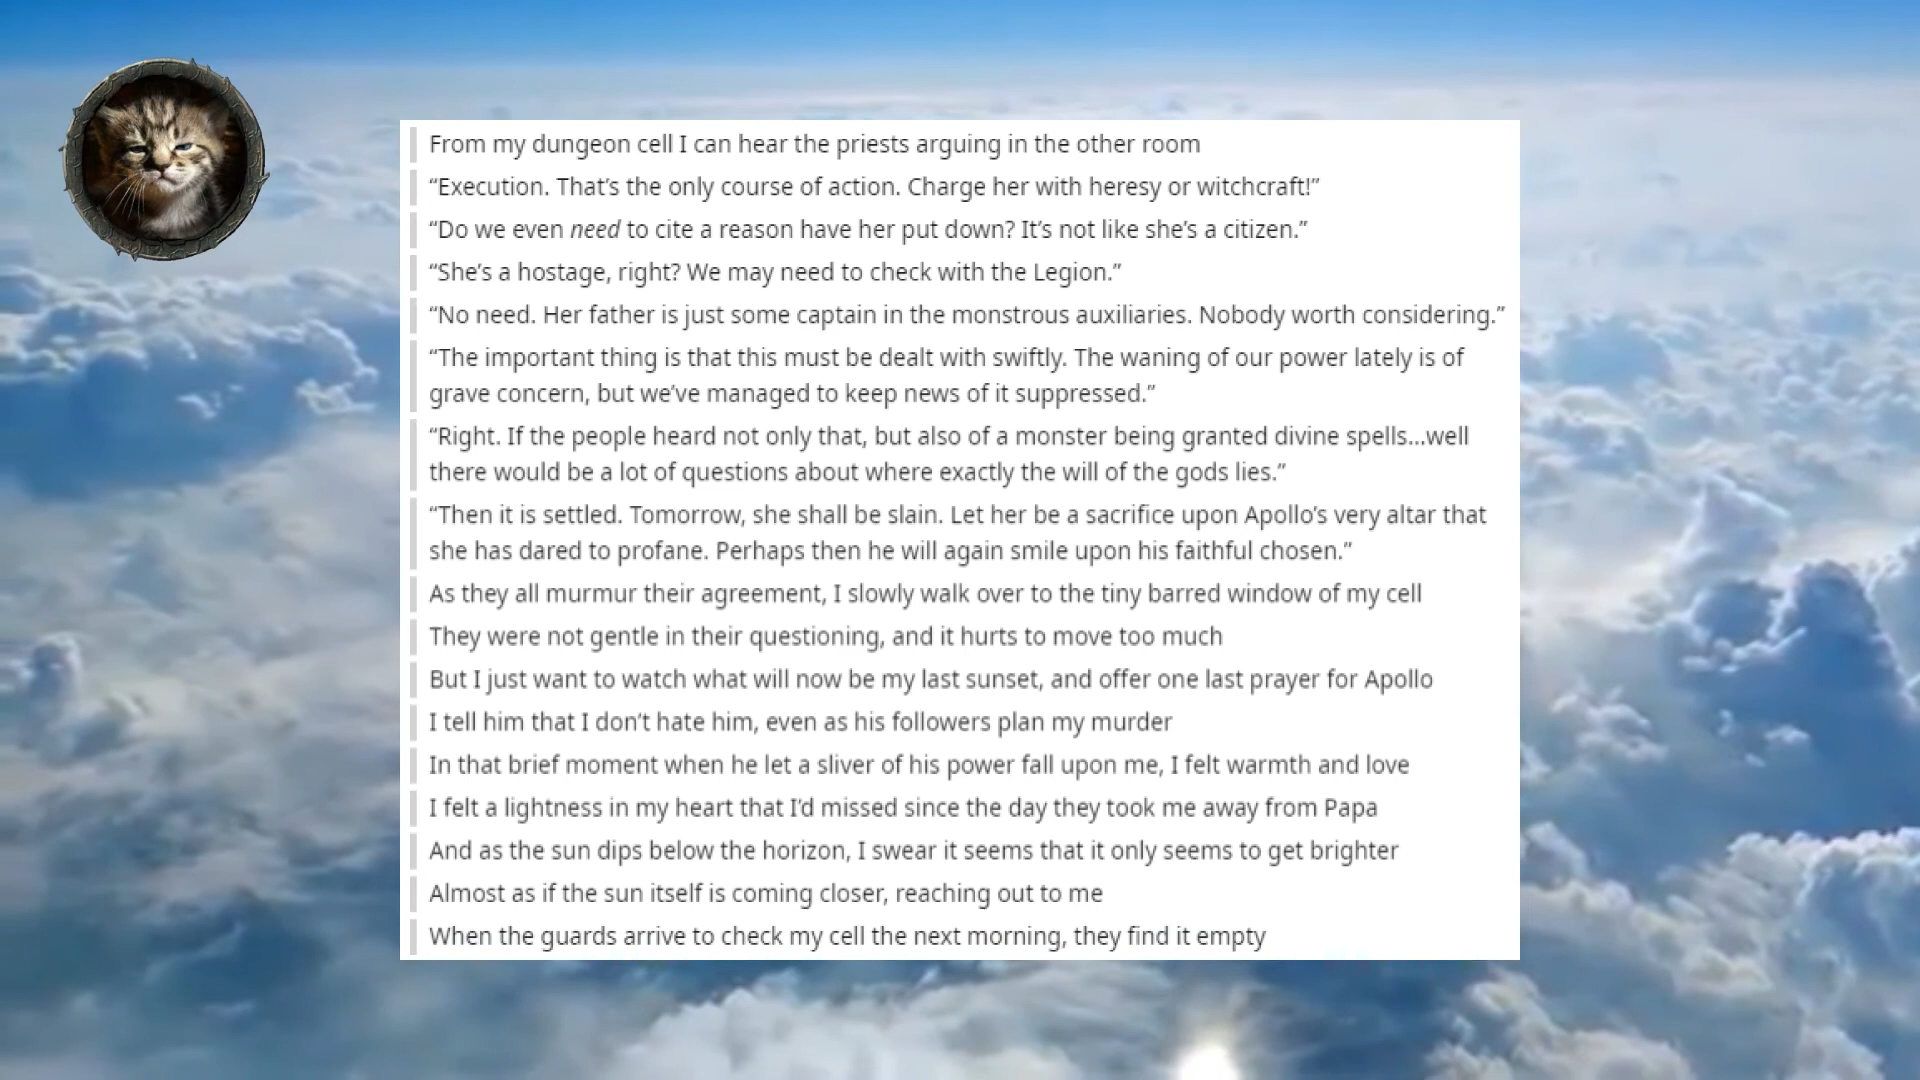 From my dungeon cell I can hear the priests arguing in the other room
“Execution. That’s the only course of action. Charge her with heresy or witchcraft!”
“Do we even need to cite a reason have her put down? It’s not like she’s a citizen.”
“She’s a hostage, right? We may need to check with the Legion.”
“No need. Her father is just some captain in the monstrous auxiliaries. Nobody worth considering.”
“The important thing is that this must be dealt with swiftly. The waning of our power lately is of
grave concern, but we’ve managed to keep news of it suppressed.”
“Right. If the people heard not only that, but also of a monster being granted divine spells...well
there would be a lot of questions about where exactly the will of the gods lies.”
“Then it is settled. Tomorrow, she shall be slain. Let her be a sacrifice upon Apollo’s very altar that
she has dared to profane. Perhaps then he will again smile upon his faithful chosen.”
As they all murmur their agreement, I slowly walk over to the tiny barred window of my cell
They were not gentle in their questioning, and it hurts to move too much
But I just want to watch what will now be my last sunset, and offer one last prayer for Apollo
I tell him that I don’t hate him, even as his followers plan my murder
In that brief moment when he let a sliver of his power fall upon me, I felt warmth and love
I felt a lightness in my heart that I’d missed since the day they took me away from Papa
And as the sun dips below the horizon, I swear it seems that it only seems to get brighter
Almost as if the sun itself is coming closer, reaching out to me
When the guards arrive to check my cell the next morning, they find it empty